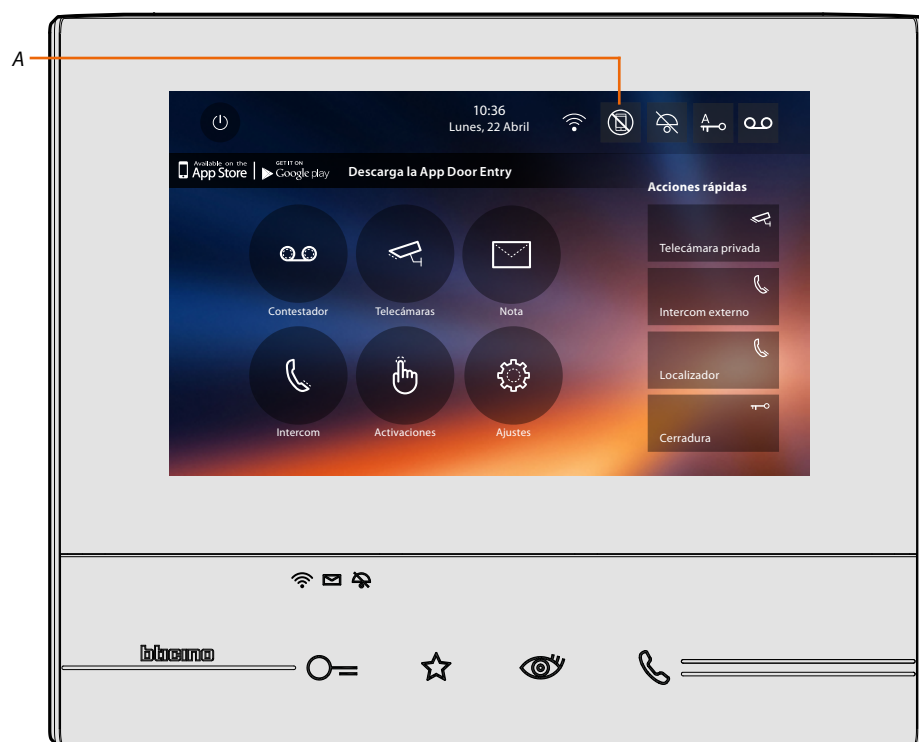 A
10:36
Lunes, 22 Abril
A
Available on the
App Store
GET IT ON
Google play
Descarga la App Door Entry
Acciones rápidas
Telecámara privada
Intercom externo
Localizador
Cerradura
Contestador
Telecámaras
Nota
Intercom
Activaciones
Ajustes
bticino